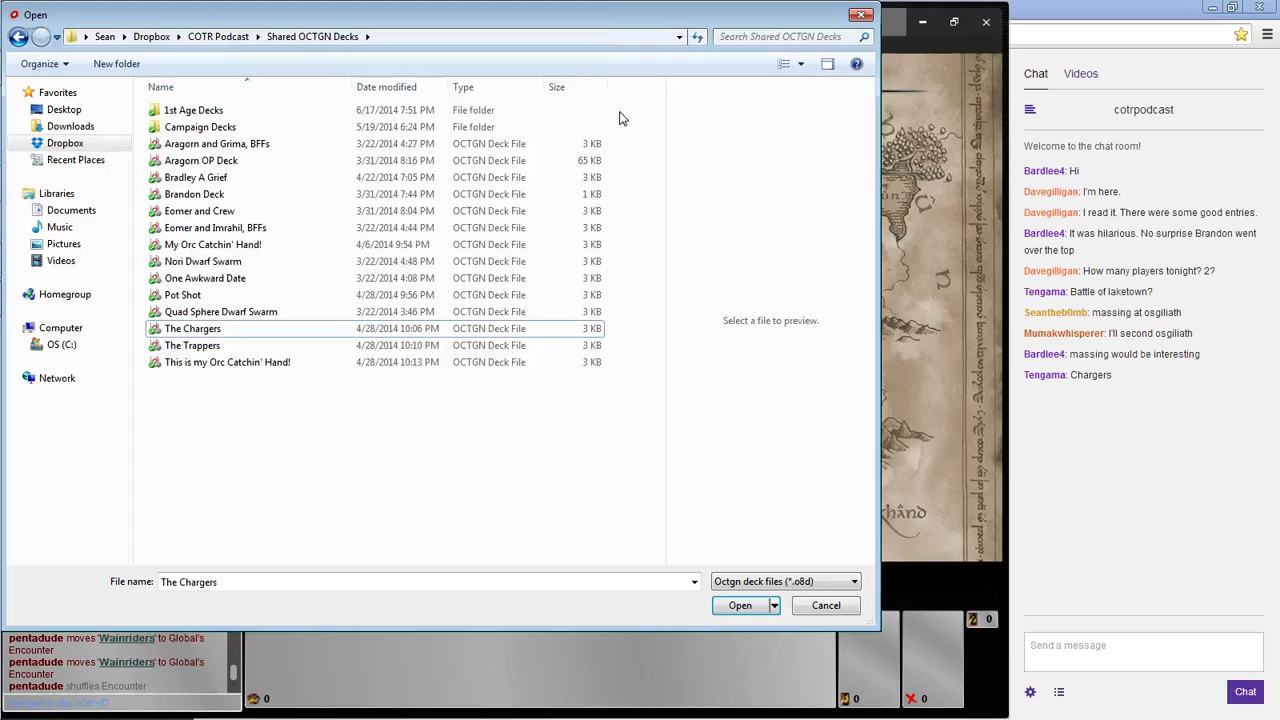 Open
Sean Dropbox COTR Podcast Shared OCTGN Decks
Search Shared OCTGN Decks
Organize New folder
Name Date modified Type Size
Favorites
Desktop
Downloads
Dropbox
Recent Places
Libraries
Documents
Music
Pictures
Videos
Homegroup
Computer
OS (C:)
Network
1st Age Decks 6/17/2014 7:51 PM File folder
Campaign Decks 5/19/2014 6:24 PM File folder
Aragorn and Grima, BFFs 3/22/2014 4:27 PM OCTGN Deck File 3 KB
Aragorn OP Deck 3/31/2014 8:16 PM OCTGN Deck File 65 KB
Bradley A Grief 4/22/2014 7:05 PM OCTGN Deck File 3 KB
Brandon Deck 3/31/2014 7:44 PM OCTGN Deck File 1 KB
Eomer and Crew 3/31/2014 8:04 PM OCTGN Deck File 3 KB
Eomer and Imrahil, BFFs 3/22/2014 4:44 PM OCTGN Deck File 3 KB
My Orc Catchin' Hand! 4/6/2014 9:54 PM OCTGN Deck File 3 KB
Nori Dwarf Swarm 3/22/2014 4:48 PM OCTGN Deck File 3 KB
One Awkward Date 3/22/2014 4:08 PM OCTGN Deck File 3 KB
Pot Shot 4/28/2014 9:56 PM OCTGN Deck File 3 KB
Quad Sphere Dwarf Swarm 3/22/2014 3:46 PM OCTGN Deck File 3 KB
The Chargers 4/28/2014 10:06 PM OCTGN Deck File 3 KB
The Trappers 4/28/2014 10:10 PM OCTGN Deck File 3 KB
This is my Orc Catchin' Hand! 4/28/2014 10:13 PM OCTGN Deck File 3 KB
Select a file to preview.
File name: The Chargers
Octgn deck files (*.o8d)
Open Cancel
pentadude moves 'Wainriders' to Global's
Encounter
pentadude moves 'Wainriders' to Global's
Encounter
pentadude shuffles Encounter
0
0
0
0
khând
Chat Videos
cotrpodcast
Welcome to the chat room!
Bardlee4: Hi
Davegilligan: I'm here.
Davegilligan: I read it. There were some good entries.
Bardlee4: It was hilarious. No surprise Brandon went
over the top
Davegilligan: How many players tonight? 2?
Tengama: Battle of laketown?
Seantheb0mb: massing at osgiliath
Mumakwhisperer: I'll second osgiliath
Bardlee4: massing would be interesting
Tengama: Chargers
Send a message
Chat